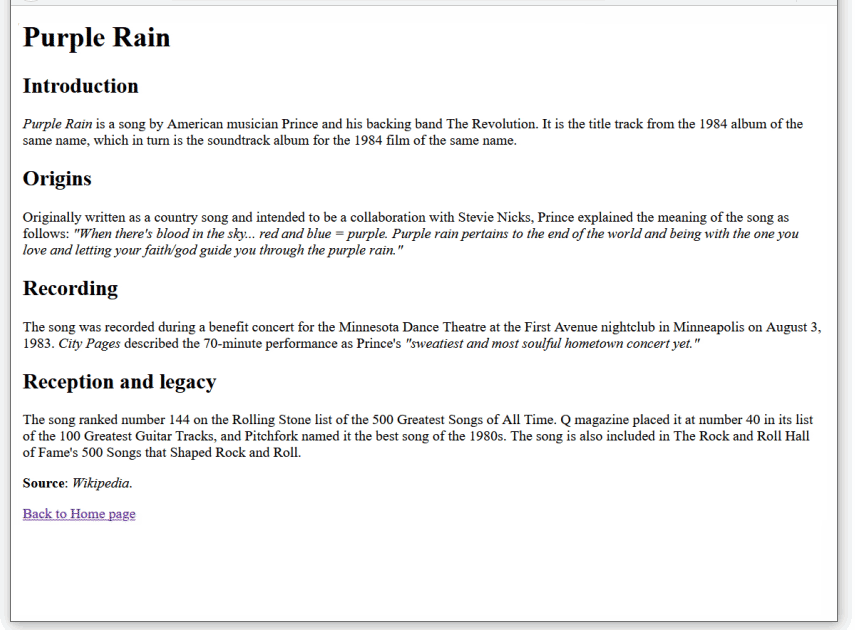 Purple Rain
Introduction
Purple Rain is a song by American musician Prince and his backing band The Revolution. It is the title track from the 1984 album of the
same name, which in turn is the soundtrack album for the 1984 film of the same name.
Origins
Originally written as a country song and intended to be a collaboration with Stevie Nicks, Prince explained the meaning of the song as
follows: "When there's blood in the sky... red and blue = purple. Purple rain pertains to the end of the world and being with the one you
love and letting your faith/god guide you through the purple rain."
Recording
The song was recorded during a benefit concert for the Minnesota Dance Theatre at the First Avenue nightclub in Minneapolis on August 3,
1983. City Pages described the 70-minute performance as Prince's "sweatiest and most soulful hometown concert yet."
Reception and legacy
The song ranked number 144 on the Rolling Stone list of the 500 Greatest Songs of All Time. Q magazine placed it at number 40 in its list
of the 100 Greatest Guitar Tracks, and Pitchfork named it the best song of the 1980s. The song is also included in The Rock and Roll Hall
of Fame's 500 Songs that Shaped Rock and Roll.
Source: Wikipedia.
Back to Home page